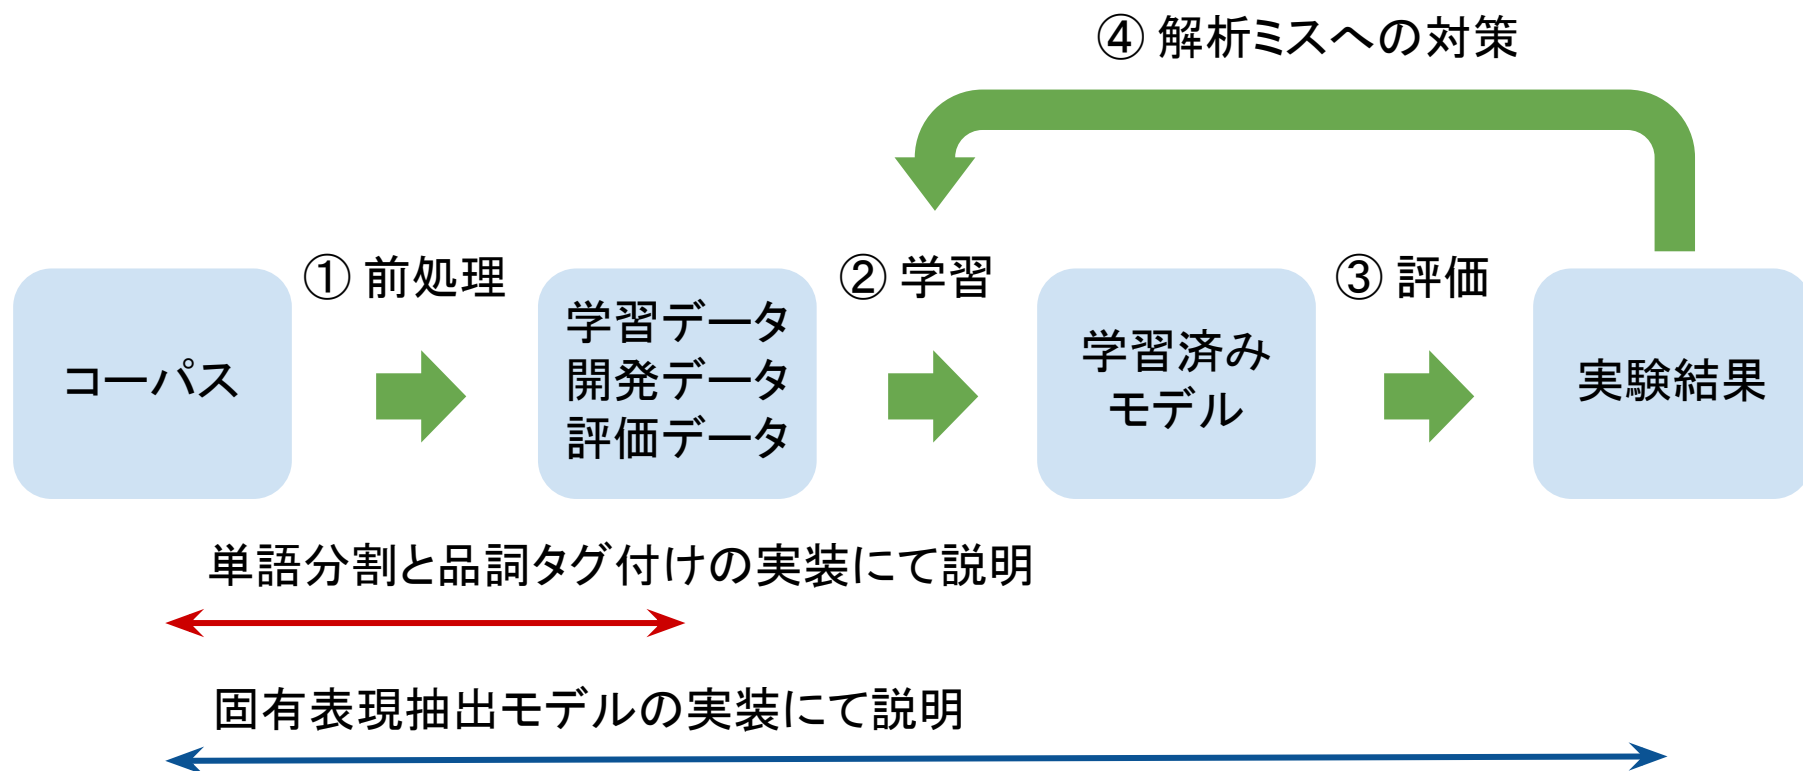 ④ 解析ミスへの対策
① 前処理
② 学習
③ 評価
コーパス
学習データ
開発データ
評価データ
学習済み
モデル
実験結果
単語分割と品詞タグ付けの実装にて説明
固有表現抽出モデルの実装にて説明